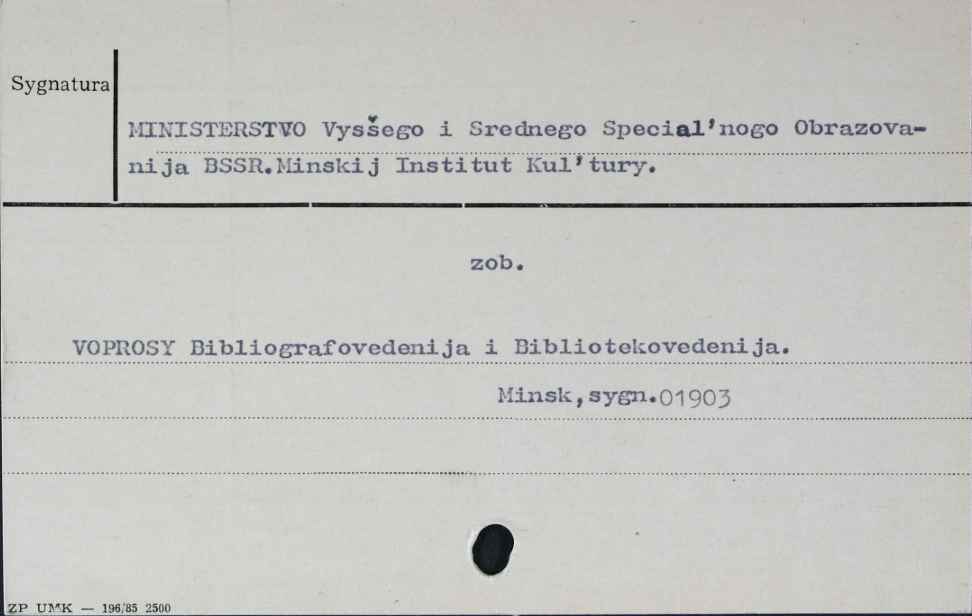 Sygnatura
MINISTERSTVO Vysšego i Srednego Special'nogo Obrazova-
nija BSSR.Minskij Institut Kul'tury.
zob.
VOPROSY Bibliografovedenija i Bibliotekovedenija.
Minsk,sygn.01903
ZP UMK — 196/85 2500